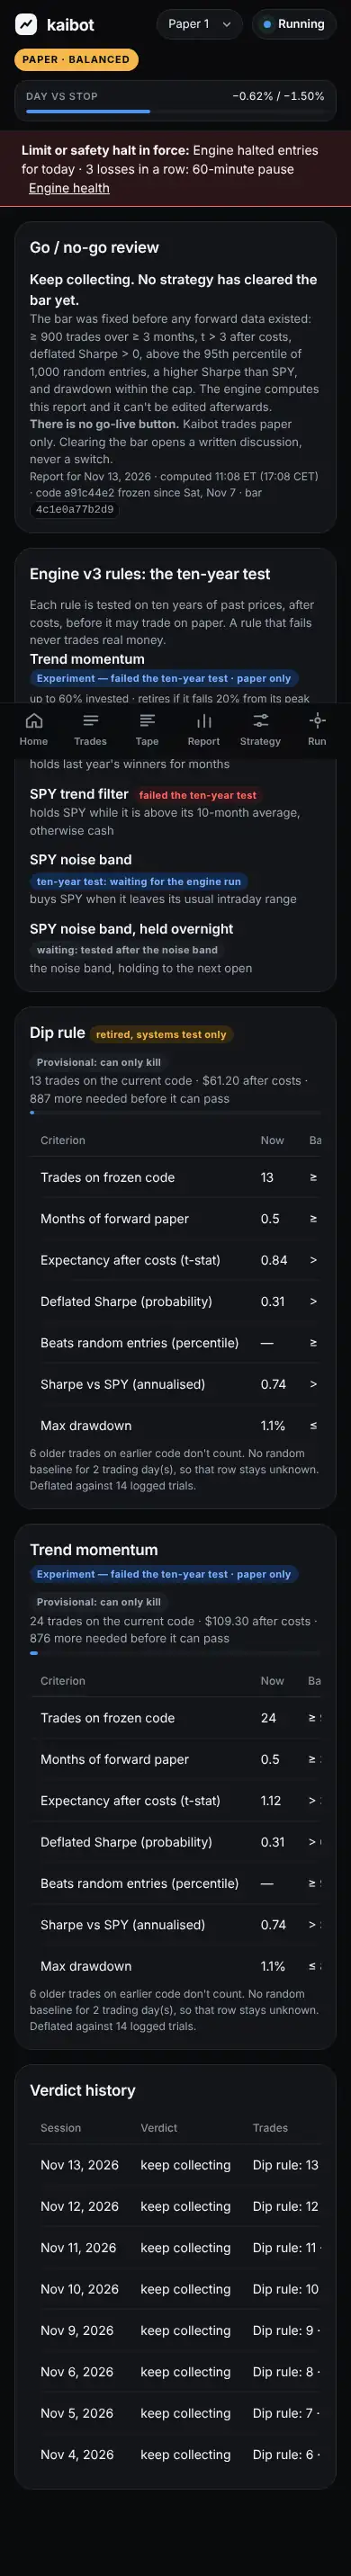 kaibot
Paper 1
Running
PAPER · BALANCED
DAY VS STOP
−0.62% / −1.50%
Limit or safety halt in force: Engine halted entries
for today · 3 losses in a row: 60-minute pause
Engine health
Go / no-go review
Keep collecting. No strategy has cleared the
bar yet.
The bar was fixed before any forward data existed:
≥ 900 trades over ≥ 3 months, t > 3 after costs,
deflated Sharpe > 0, above the 95th percentile of
1,000 random entries, a higher Sharpe than SPY,
and drawdown within the cap. The engine computes
this report and it can't be edited afterwards.
There is no go-live button. Kaibot trades paper
only. Clearing the bar opens a written discussion,
never a switch.
Report for Nov 13, 2026 · computed 11:08 ET (17:08 CET)
· code a91c44e2 frozen since Sat, Nov 7 · bar
4c1e0a77b2d9
Engine v3 rules: the ten-year test
Each rule is tested on ten years of past prices, after
costs, before it may trade on paper. A rule that fails
never trades real money.
Trend momentum
Experiment — failed the ten-year test · paper only
up to 60% invested · retires if it falls 20% from its peak
Home
Trades
Tape
Report
Strategy
Run
holds last year's winners for months
SPY trend filter failed the ten-year test
holds SPY while it is above its 10-month average,
otherwise cash
SPY noise band
ten-year test: waiting for the engine run
buys SPY when it leaves its usual intraday range
SPY noise band, held overnight
waiting: tested after the noise band
the noise band, holding to the next open
Dip rule retired, systems test only
Provisional: can only kill
13 trades on the current code · $61.20 after costs ·
887 more needed before it can pass
Criterion Now Ba
Trades on frozen code 13 ≥
Months of forward paper 0.5 ≥
Expectancy after costs (t-stat) 0.84 >
Deflated Sharpe (probability) 0.31 >
Beats random entries (percentile) — ≥
Sharpe vs SPY (annualised) 0.74 >
Max drawdown 1.1% ≤
6 older trades on earlier code don't count. No random
baseline for 2 trading day(s), so that row stays unknown.
Deflated against 14 logged trials.
Trend momentum
Experiment — failed the ten-year test · paper only
Provisional: can only kill
24 trades on the current code · $109.30 after costs ·
876 more needed before it can pass
Criterion Now Ba
Trades on frozen code 24 ≥
Months of forward paper 0.5 ≥
Expectancy after costs (t-stat) 1.12 >
Deflated Sharpe (probability) 0.31 >
Beats random entries (percentile) — ≥
Sharpe vs SPY (annualised) 0.74 >
Max drawdown 1.1% ≤
6 older trades on earlier code don't count. No random
baseline for 2 trading day(s), so that row stays unknown.
Deflated against 14 logged trials.
Verdict history
Session Verdict Trades
Nov 13, 2026 keep collecting Dip rule: 13
Nov 12, 2026 keep collecting Dip rule: 12
Nov 11, 2026 keep collecting Dip rule: 11 ·
Nov 10, 2026 keep collecting Dip rule: 10
Nov 9, 2026 keep collecting Dip rule: 9 ·
Nov 6, 2026 keep collecting Dip rule: 8 ·
Nov 5, 2026 keep collecting Dip rule: 7 ·
Nov 4, 2026 keep collecting Dip rule: 6 ·